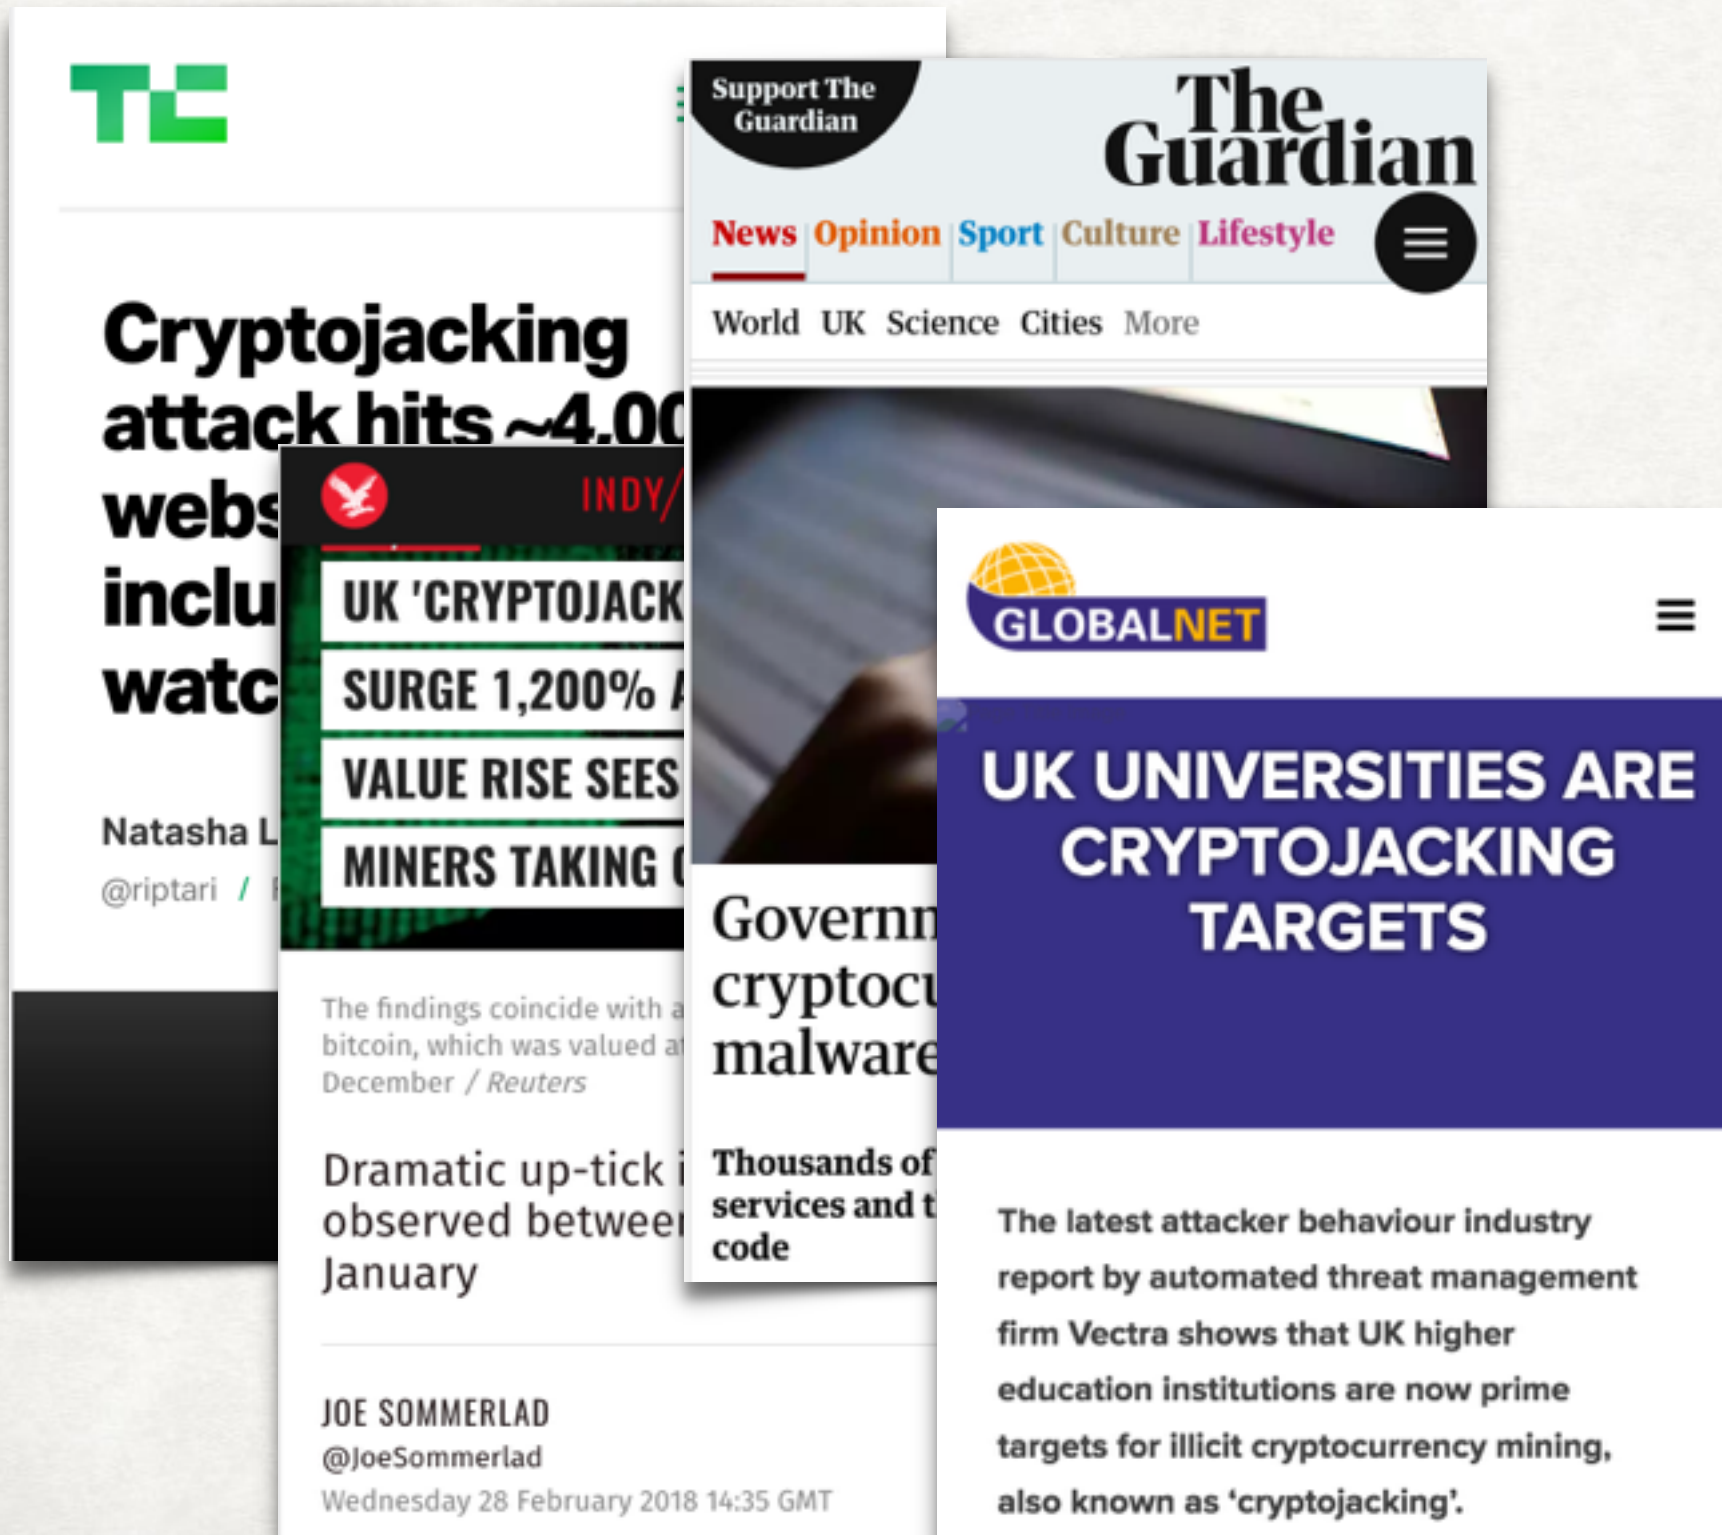 TC
Cryptojacking
attack hits ~4,00
webs
inclu
watc
Natasha L
@riptari /
INDY/
UK 'CRYPTOJACK
SURGE 1,200%
VALUE RISE SEES
MINERS TAKING
The findings coincide with a
bitcoin, which was valued at
December / Reuters
Dramatic up-tick i
observed between
January
JOE SOMMERLAD
@JoeSommerlad
Wednesday 28 February 2018 14:35 GMT
Support The
Guardian
The
Guardian
News Opinion Sport Culture Lifestyle
World UK Science Cities More
Governm
cryptocu
malware
Thousands of
services and t
code
GLOBALNET
UK UNIVERSITIES ARE
CRYPTOJACKING
TARGETS
The latest attacker behaviour industry
report by automated threat management
firm Vectra shows that UK higher
education institutions are now prime
targets for illicit cryptocurrency mining,
also known as ‘cryptojacking’.